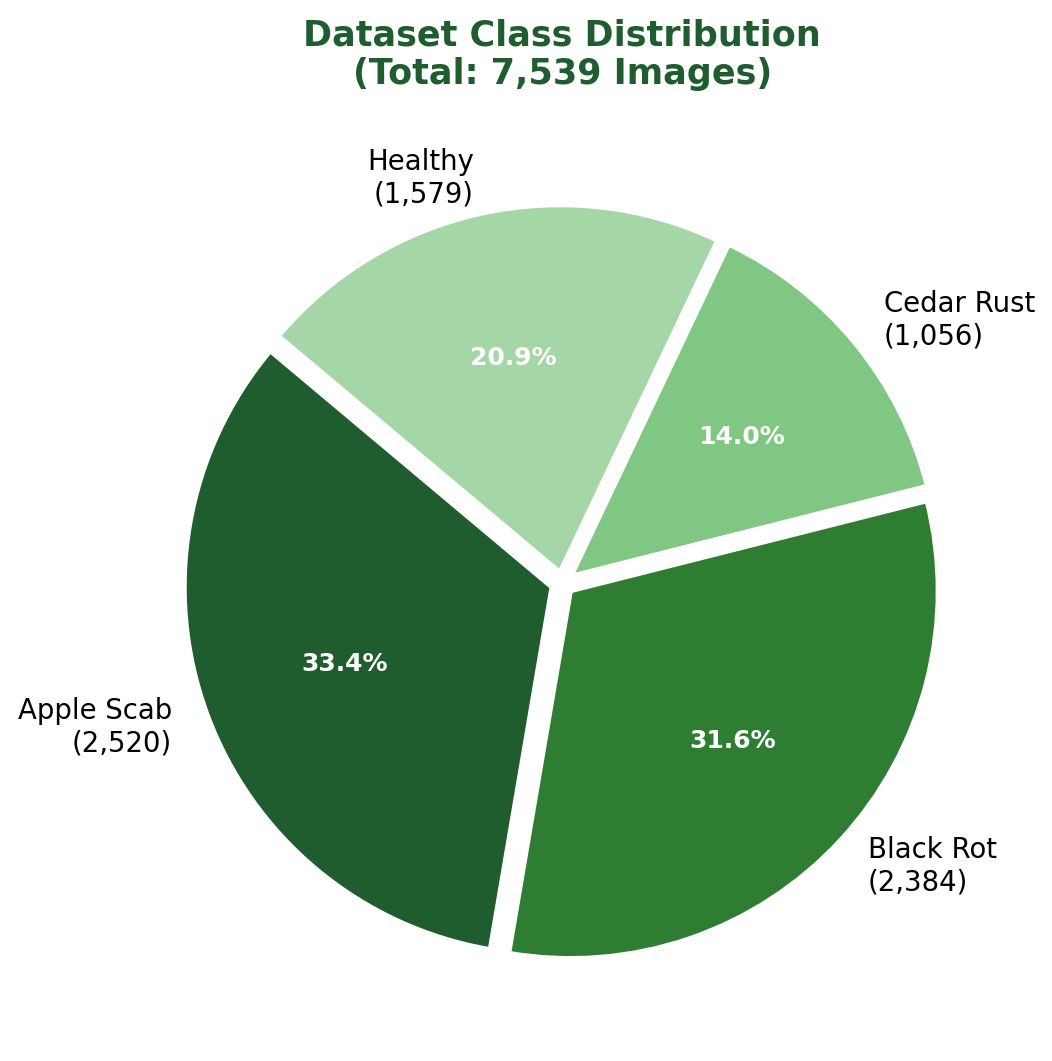 Dataset Class Distribution
(Total: 7,539 Images)
Healthy
(1,579)
Cedar Rust
(1,056)
20.9%
14.0%
33.4%
Apple Scab
(2,520)
31.6%
Black Rot
(2,384)